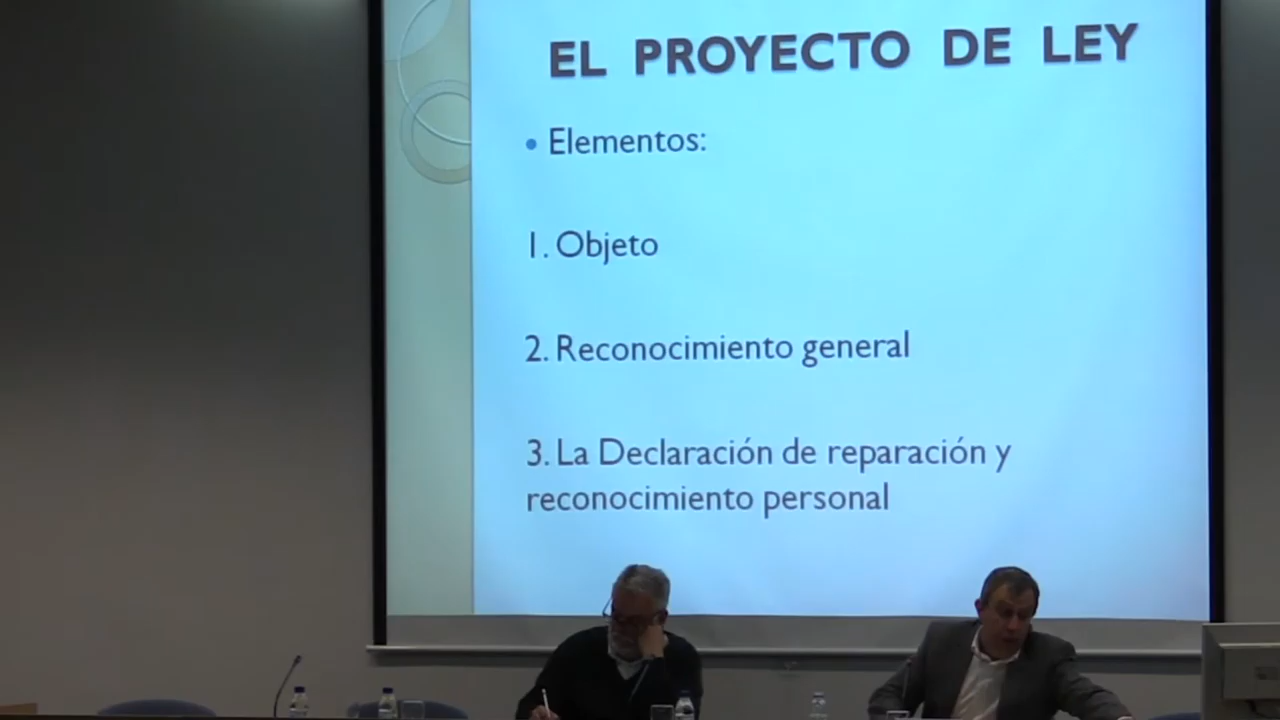 EL PROYECTO DE LEY
• Elementos:
1. Objeto
2. Reconocimiento general
3. La Declaración de reparación y
reconocimiento personal